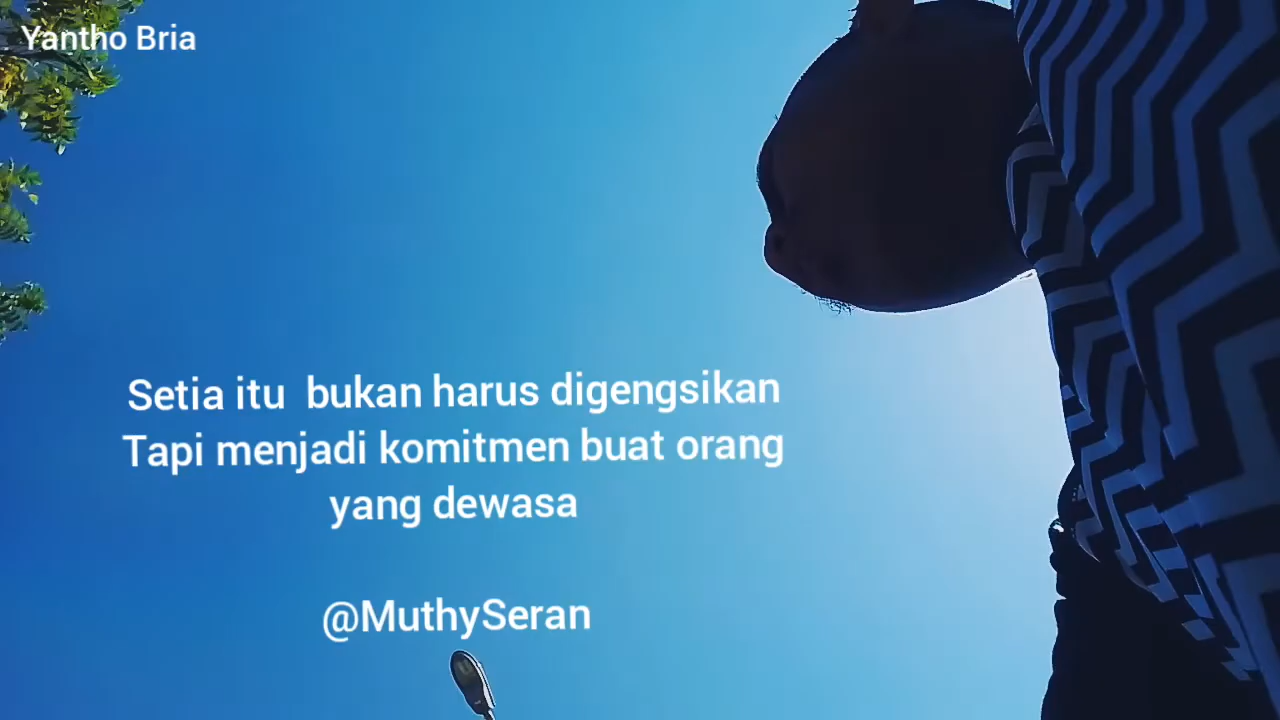 Yantho Bria
Setia itu bukan harus digengsikan
Tapi menjadi komitmen buat orang
yang dewasa
@MuthySeran